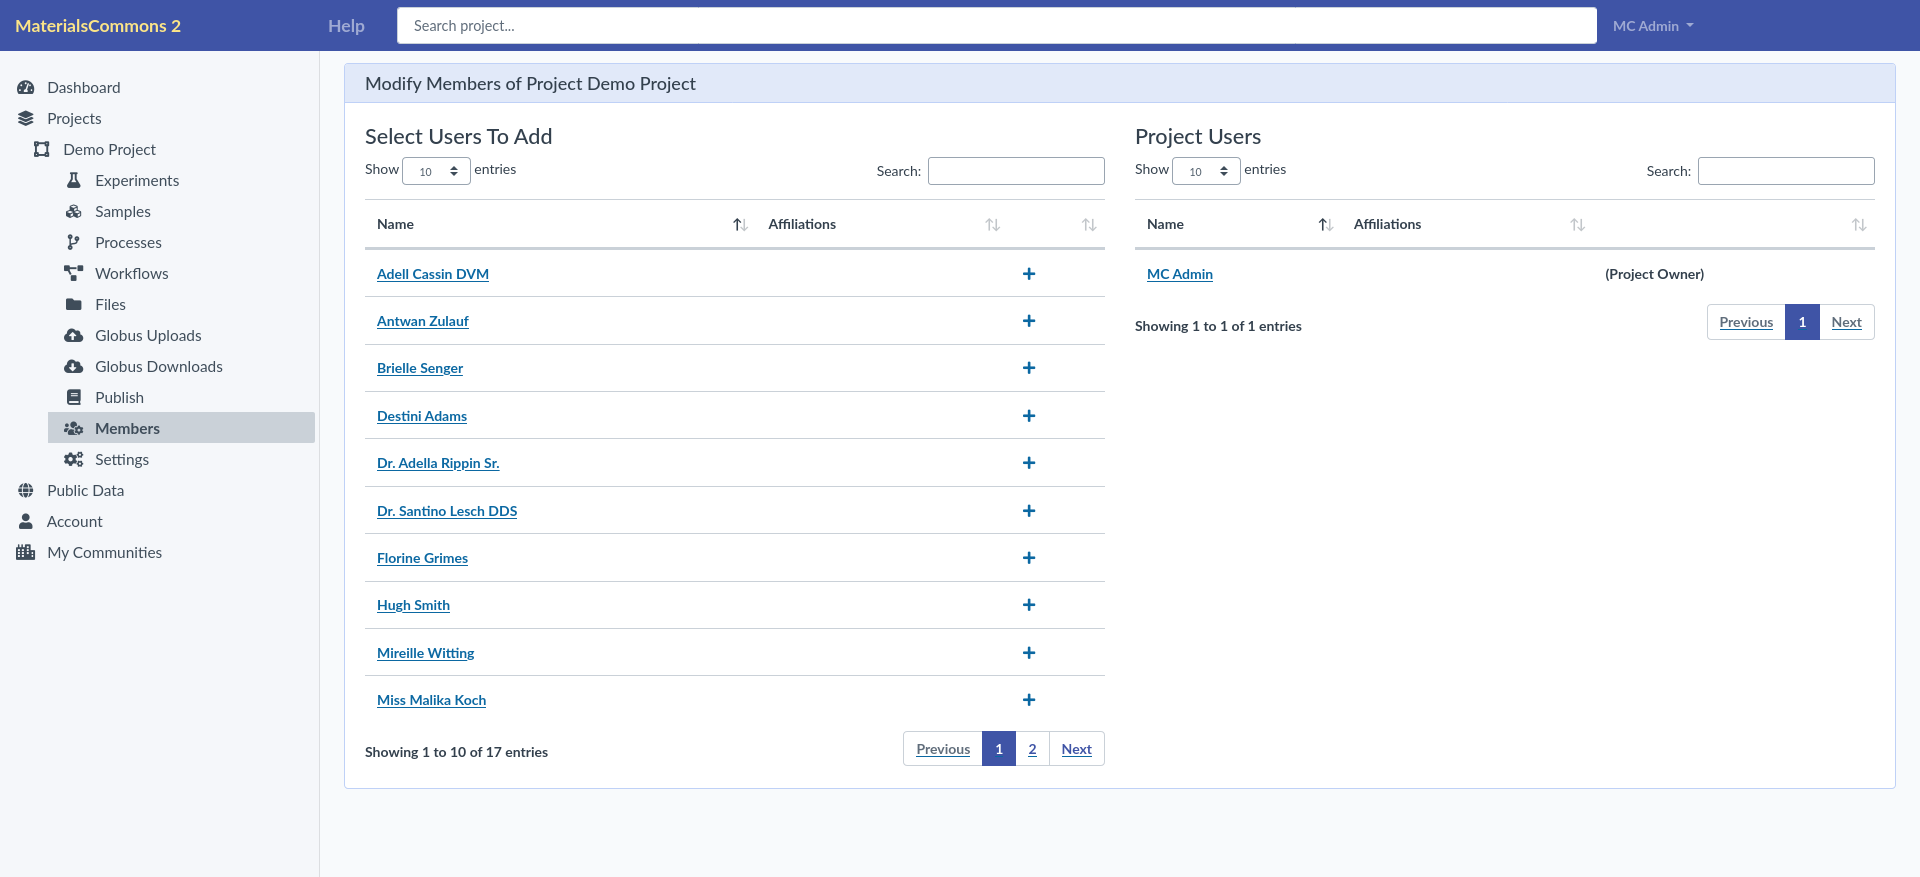 MaterialsCommons 2
Help
Search project...
MC Admin
Dashboard
Projects
Demo Project
Experiments
Samples
Processes
Workflows
Files
Globus Uploads
Globus Downloads
Publish
Members
Settings
Public Data
Account
My Communities
Modify Members of Project Demo Project
Select Users To Add
Show 10 entries
Search:
Name Affiliations
Adell Cassin DVM
Antwan Zulauf
Brielle Senger
Destini Adams
Dr. Adella Rippin Sr.
Dr. Santino Lesch DDS
Florine Grimes
Hugh Smith
Mireille Witting
Miss Malika Koch
Showing 1 to 10 of 17 entries
Previous 1 2 Next
Project Users
Show 10 entries
Search:
Name Affiliations
MC Admin (Project Owner)
Showing 1 to 1 of 1 entries
Previous 1 Next